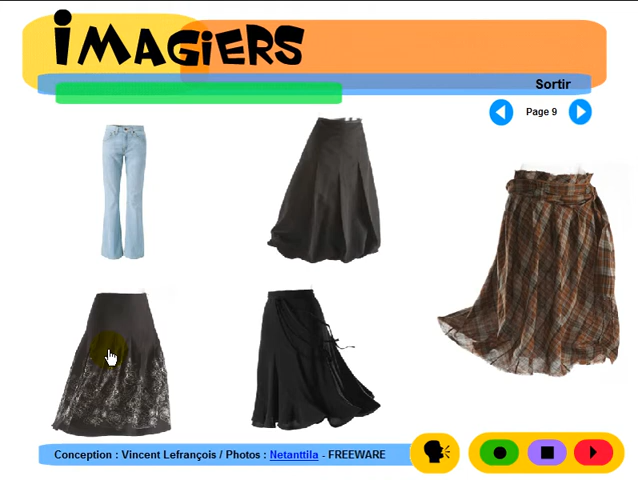 iMAGiERS
Sortir
Page 9
Conception : Vincent Lefrançois / Photos : Netanttila - FREEWARE